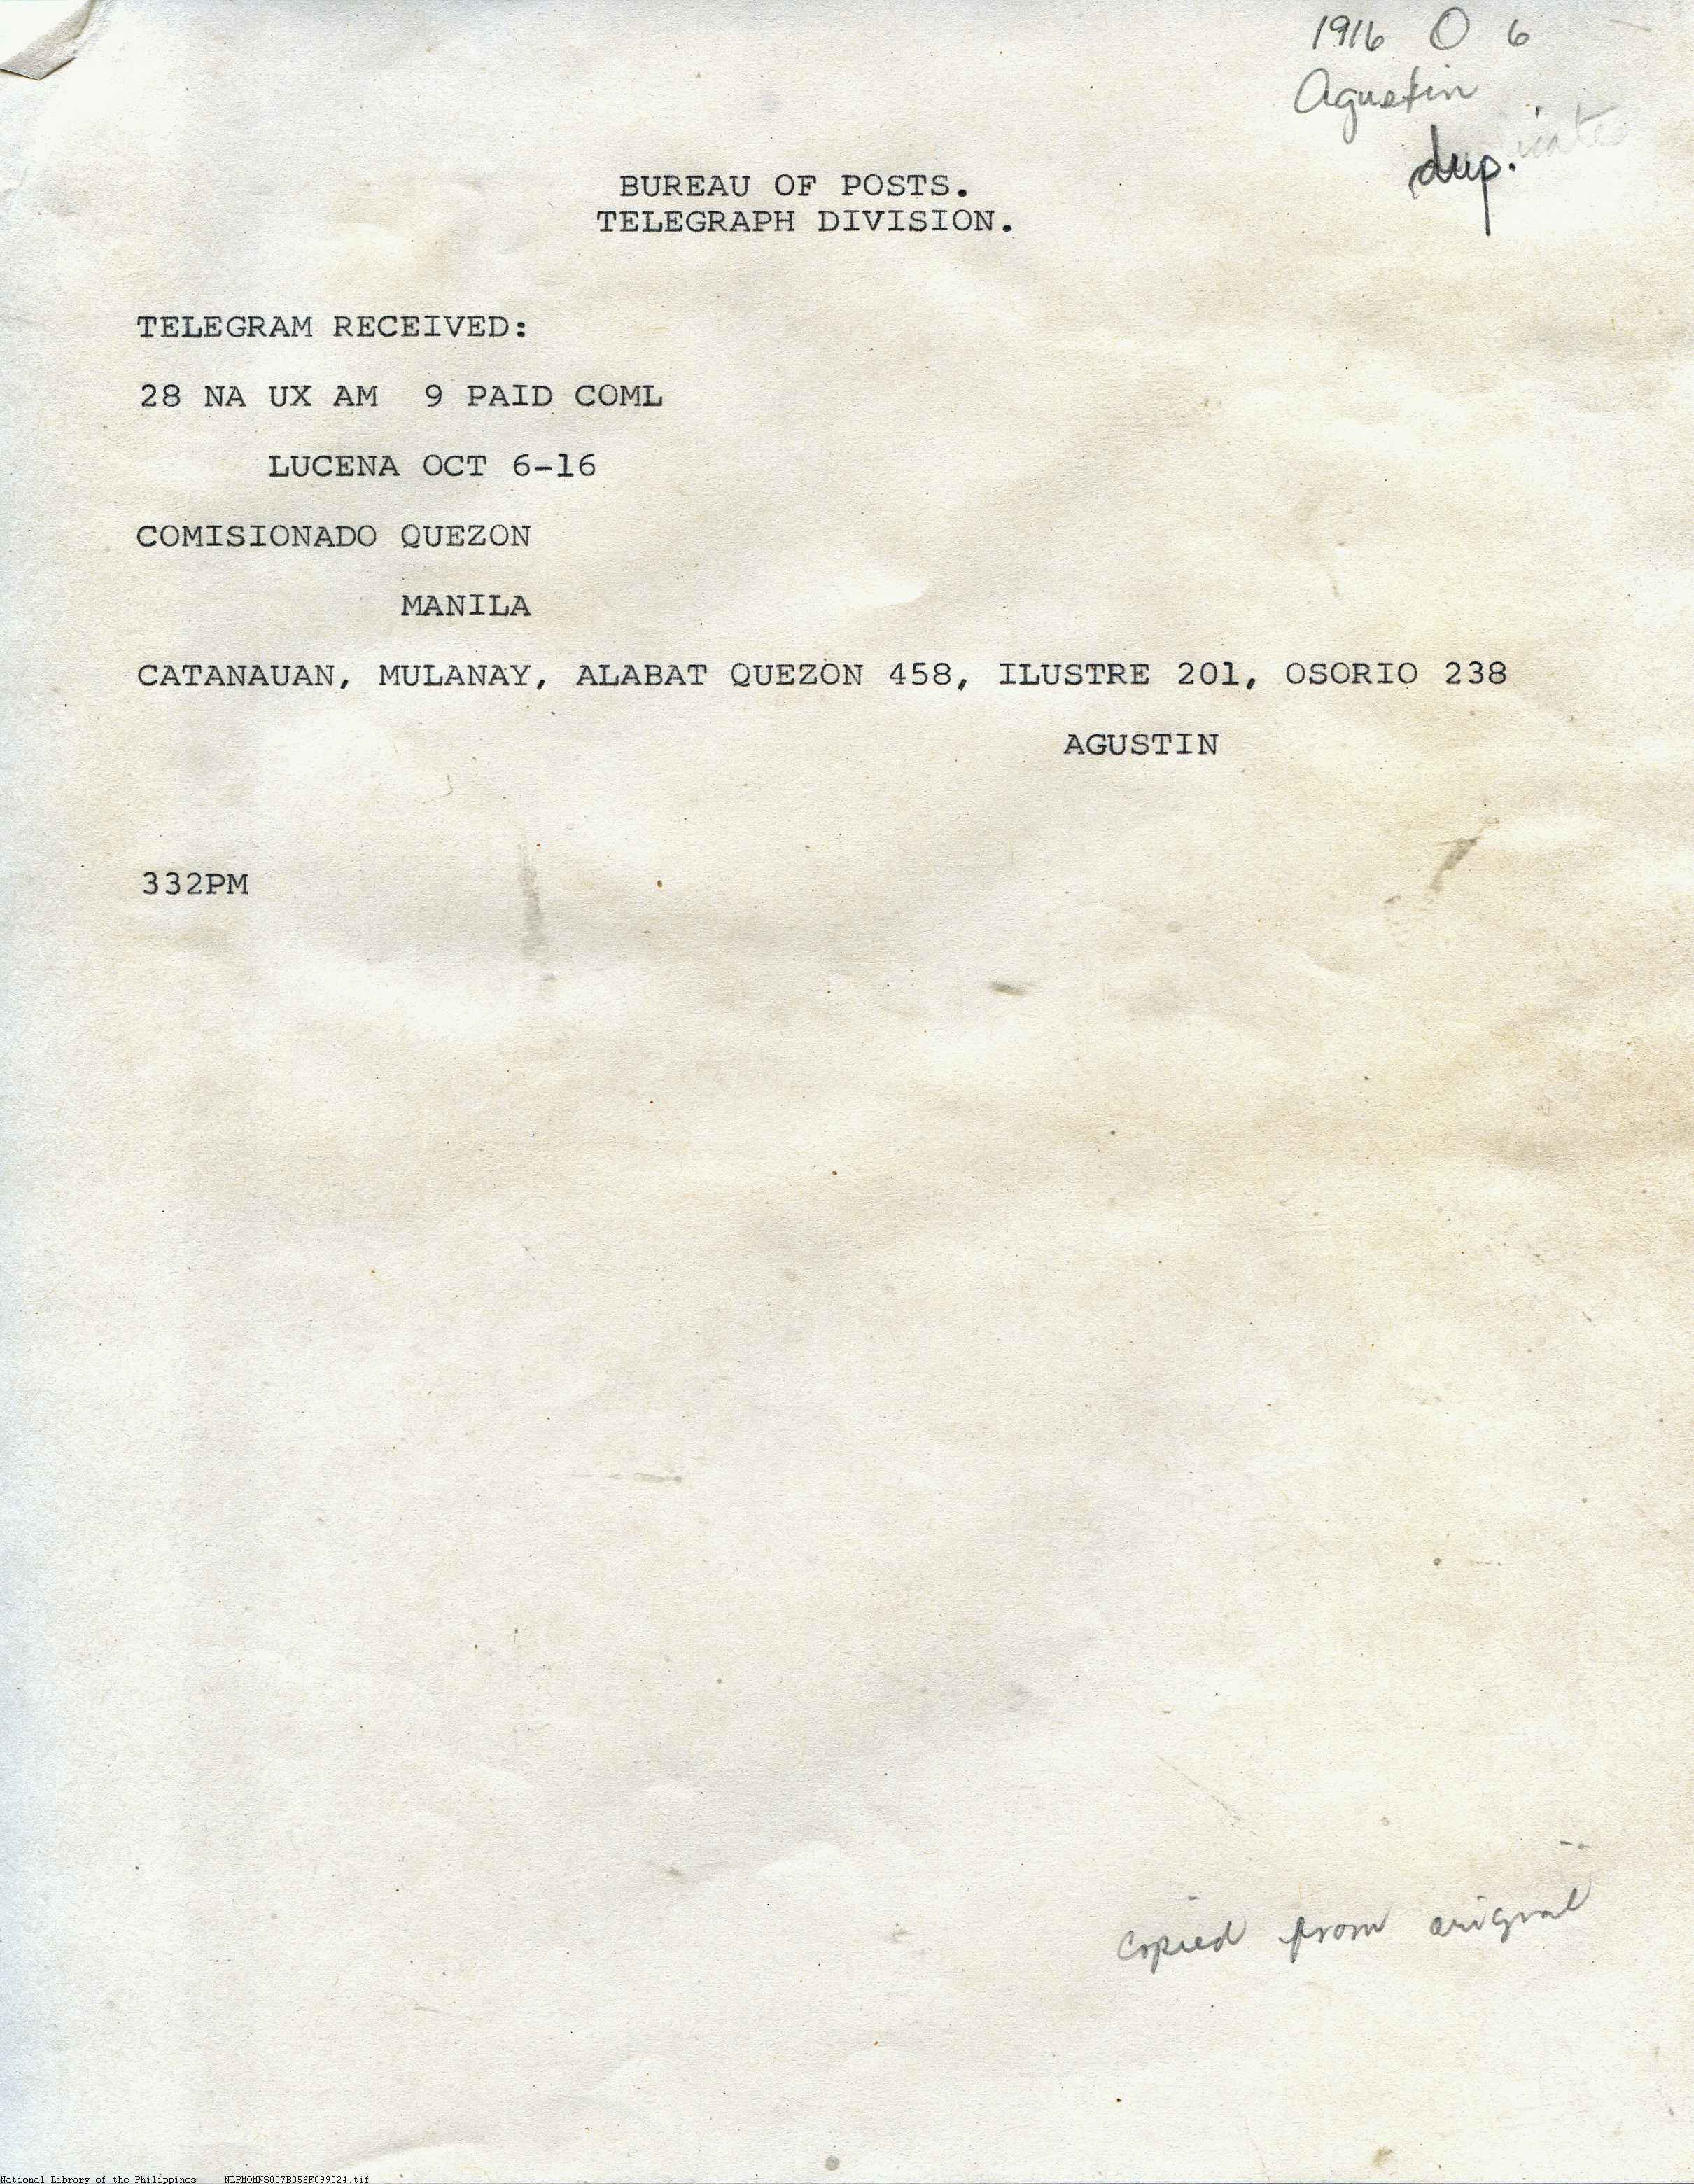 1916 O 6
Agustin
dup.
BUREAU OF POSTS.
TELEGRAPH DIVISION.
TELEGRAM RECEIVED:
28 NA UX AM 9 PAID COML
LUCENA OCT 6-16
COMISIONADO QUEZON
MANILA
CATANAUAN, MULANAY, ALABAT QUEZON 458, ILUSTRE 201, OSORIO 238
AGUSTIN
332PM
copied from original
National Library of the Philippines NLPMQMNS007B056F099024.tif